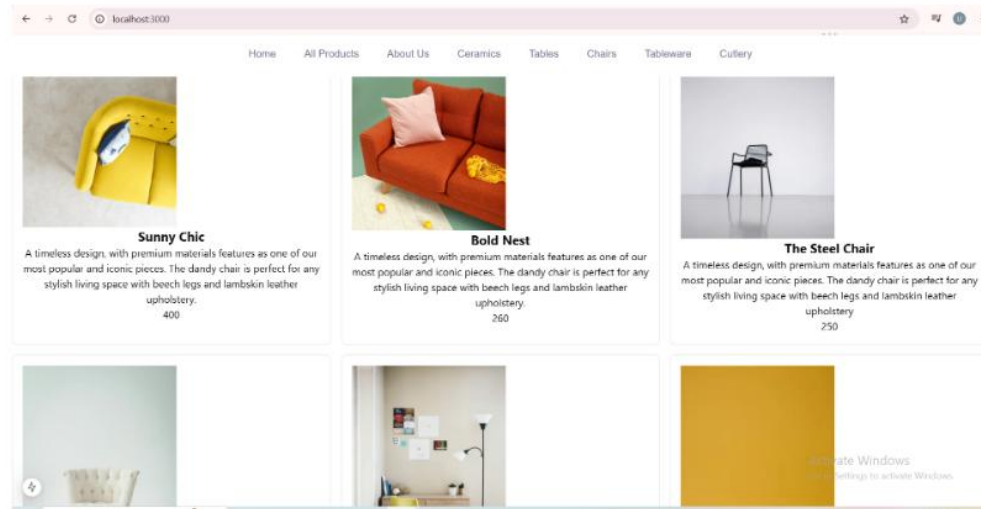 localhost:3000
Home All Products About Us Ceramics Tables Chairs Tableware Cutlery
Sunny Chic
A timeless design, with premium materials features as one of our
most popular and iconic pieces. The dandy chair is perfect for any
stylish living space with beech legs and lambskin leather
upholstery.
400
Bold Nest
A timeless design, with premium materials features as one of our
most popular and iconic pieces. The dandy chair is perfect for any
stylish living space with beech legs and lambskin leather
upholstery.
260
The Steel Chair
A timeless design, with premium materials features as one of our
most popular and iconic pieces. The dandy chair is perfect for any
stylish living space with beech legs and lambskin leather
upholstery
250
Activate Windows
Settings to activate Windows.